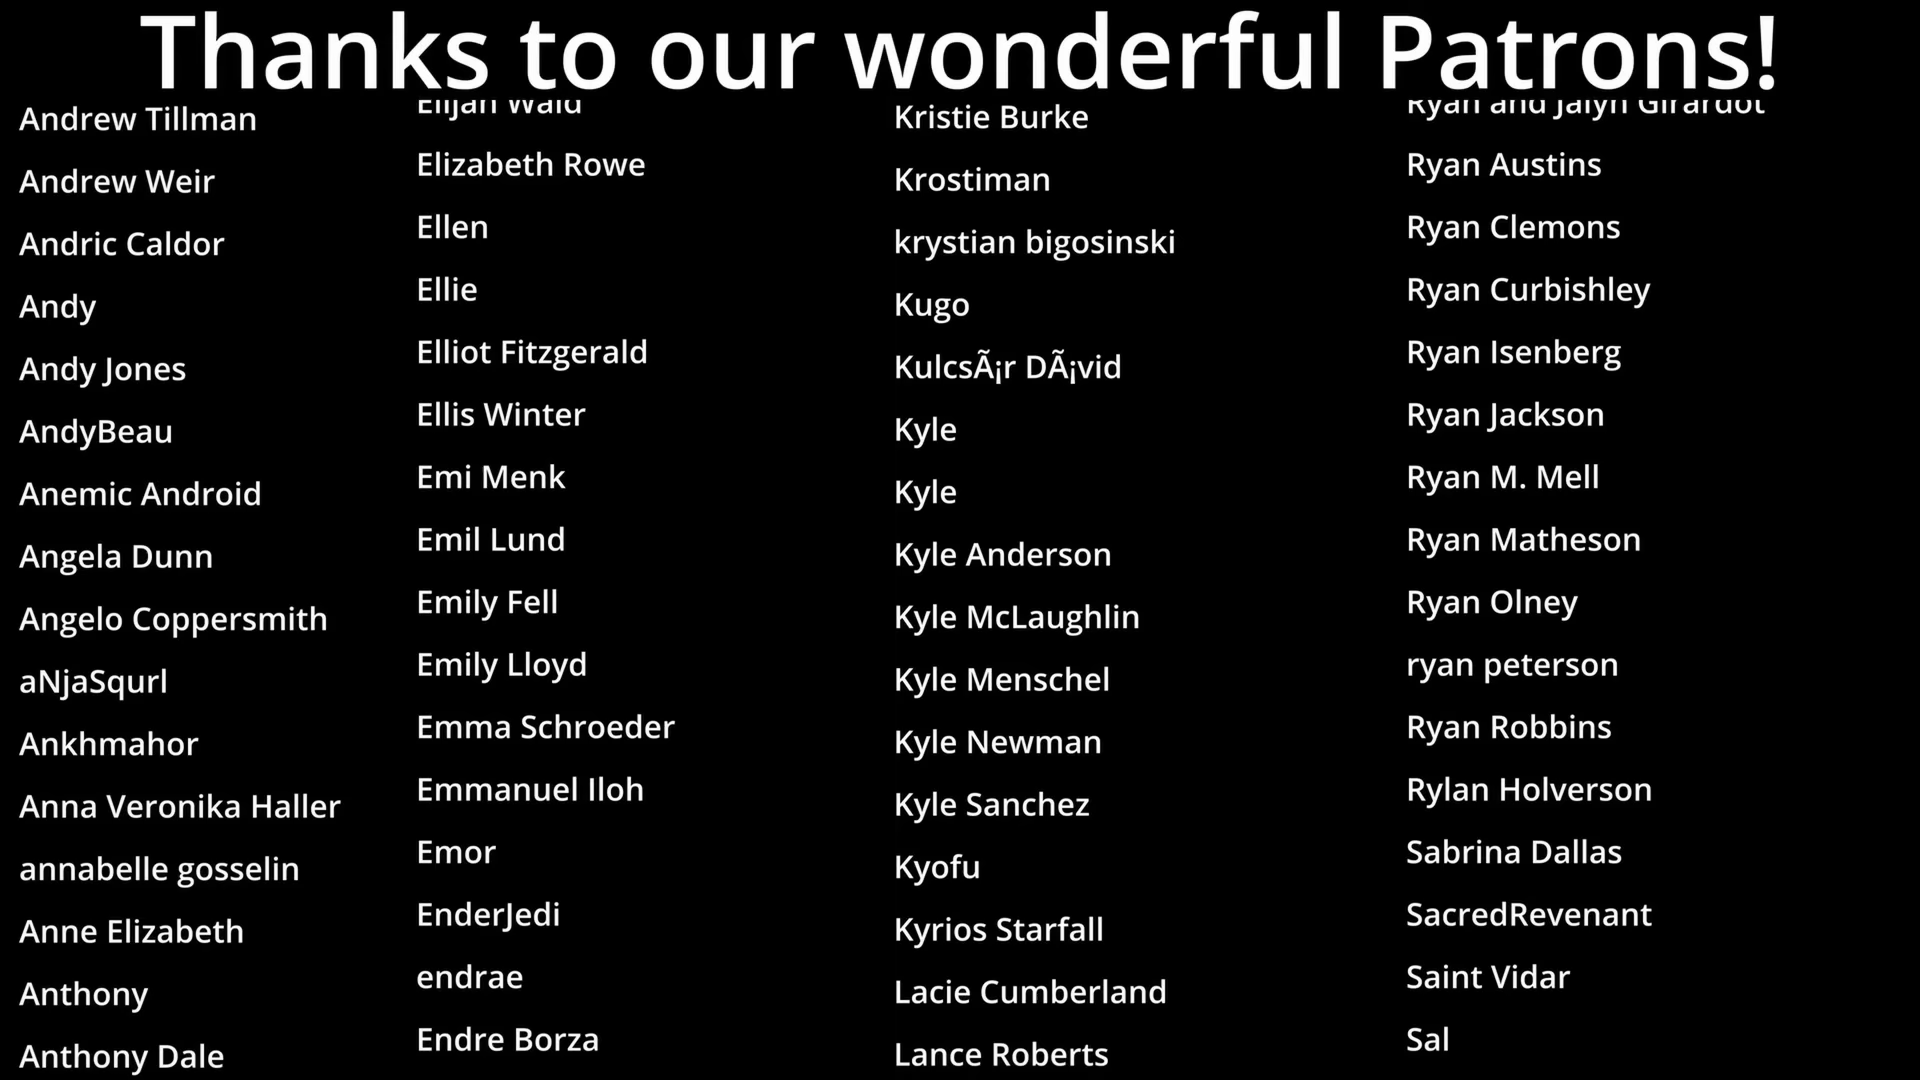 Thanks to our wonderful Patrons!
Andrew Tillman
Andrew Weir
Andric Caldor
Andy
Andy Jones
AndyBeau
Anemic Android
Angela Dunn
Angelo Coppersmith
aNjaSqurl
Ankhmahor
Anna Veronika Haller
annabelle gosselin
Anne Elizabeth
Anthony
Anthony Dale
Elijah Wald
Elizabeth Rowe
Ellen
Ellie
Elliot Fitzgerald
Ellis Winter
Emi Menk
Emil Lund
Emily Fell
Emily Lloyd
Emma Schroeder
Emmanuel Iloh
Emor
EnderJedi
endrae
Endre Borza
Kristie Burke
Krostiman
krystian bigosinski
Kugo
KulcsÃ¡r DÃ¡vid
Kyle
Kyle
Kyle Anderson
Kyle McLaughlin
Kyle Menschel
Kyle Newman
Kyle Sanchez
Kyofu
Kyrios Starfall
Lacie Cumberland
Lance Roberts
Ryan and Jalyn Girardot
Ryan Austins
Ryan Clemons
Ryan Curbishley
Ryan Isenberg
Ryan Jackson
Ryan M. Mell
Ryan Matheson
Ryan Olney
ryan peterson
Ryan Robbins
Rylan Holverson
Sabrina Dallas
SacredRevenant
Saint Vidar
Sal